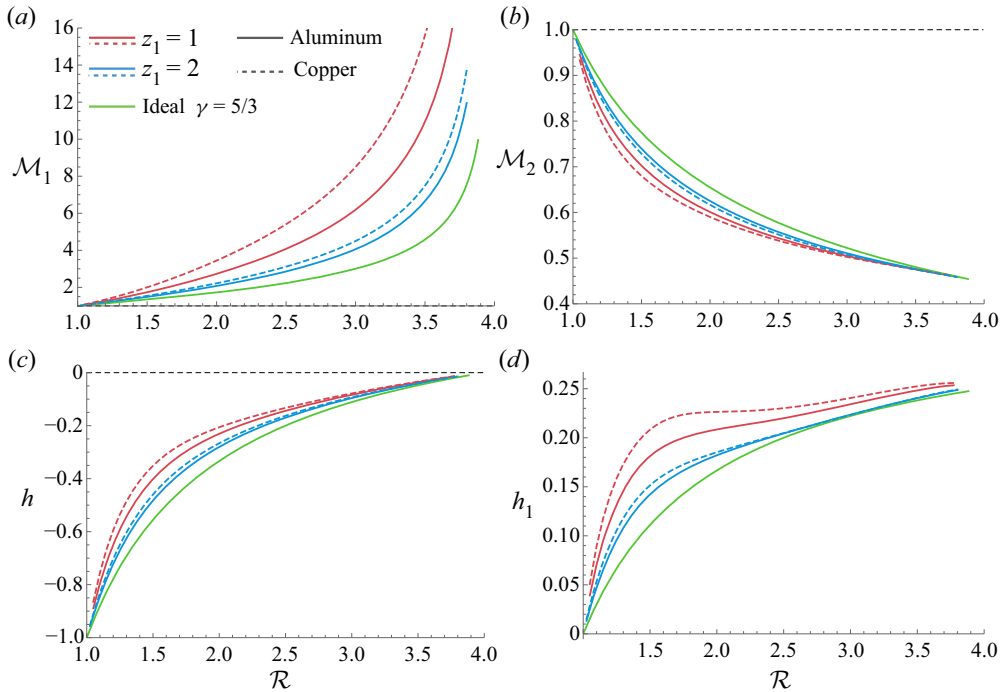 (a)
16
14
12
10
8
6
4
2
ℳ₁
1.0 1.5 2.0 2.5 3.0 3.5 4.0
z₁ = 1
z₁ = 2
Ideal γ = 5/3
Aluminum
Copper
(b)
1.0
0.9
0.8
0.7
0.6
0.5
0.4
ℳ₂
1.0 1.5 2.0 2.5 3.0 3.5 4.0
(c)
0
−0.2
−0.4
−0.6
−0.8
−1.0
h
1.0 1.5 2.0 2.5 3.0 3.5 4.0
ℛ
(d)
0.25
0.20
0.15
0.10
0.05
0
h₁
1.5 2.0 2.5 3.0 3.5 4.0
ℛ